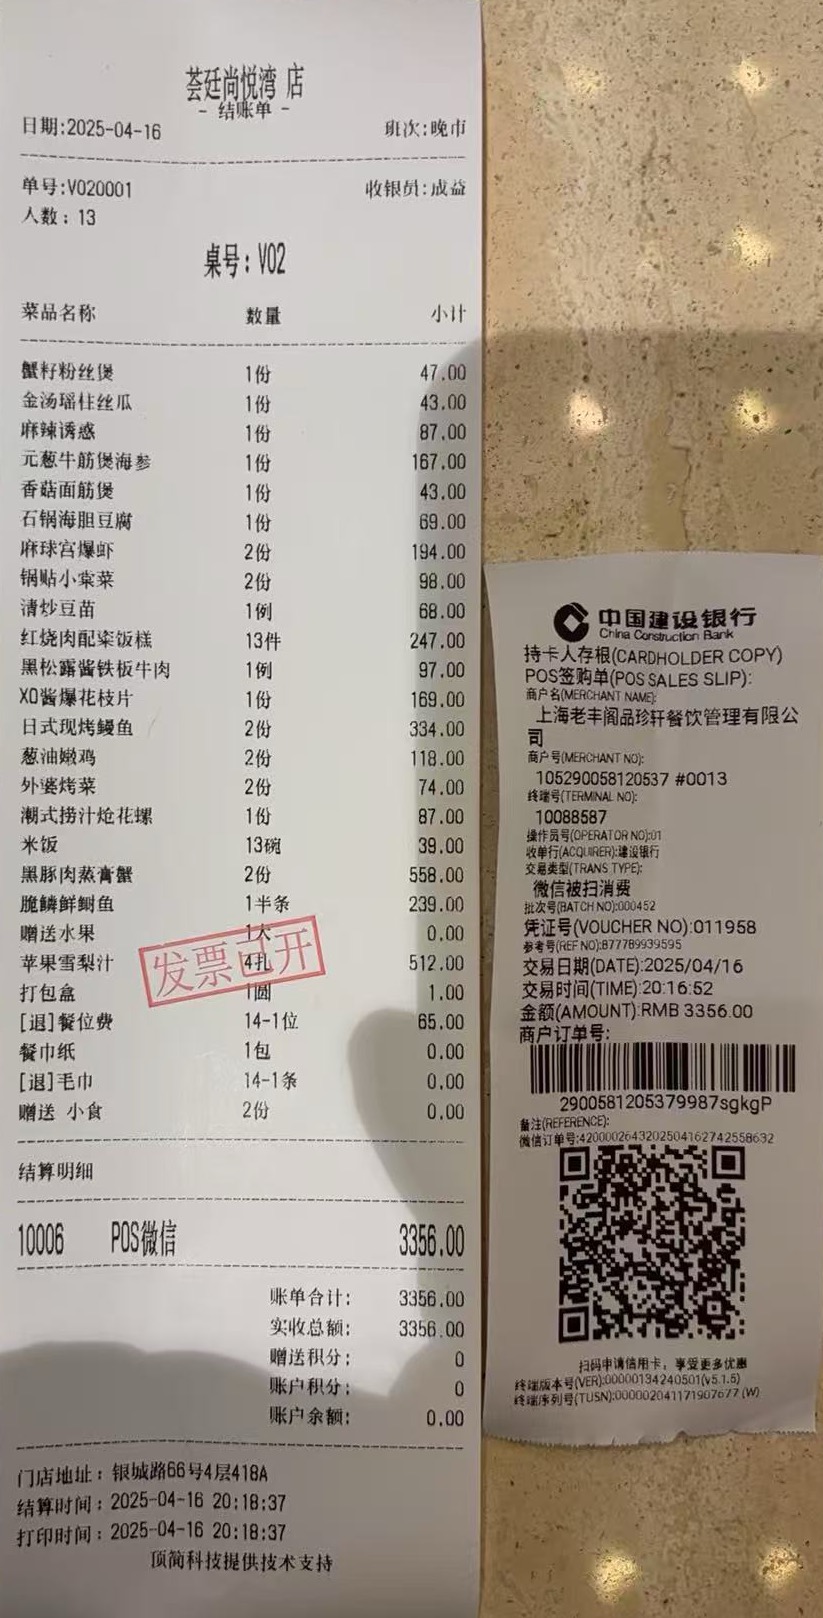 荟廷尚悦湾 店
- 结账单 -
日期:2025-04-16 班次:晚市
单号:V020001 收银员:成益
人数: 13
桌号: V02
菜品名称 数量 小计
蟹籽粉丝煲 1份 47.00
金汤瑶柱丝瓜 1份 43.00
麻辣诱惑 1份 87.00
元葱牛筋煲海参 1份 167.00
香菇面筋煲 1份 43.00
石锅海胆豆腐 1份 69.00
麻球宫爆虾 2份 194.00
锅贴小棠菜 2份 98.00
清炒豆苗 1例 68.00
红烧肉配栾饭糕 13件 247.00
黑松露酱铁板牛肉 1例 97.00
XO酱爆花枝片 1份 169.00
日式现烤鳗鱼 2份 334.00
葱油嫩鸡 2份 118.00
外婆烤菜 2份 74.00
潮式捞汁炝花螺 1份 87.00
米饭 13碗 39.00
黑豚肉蒸膏蟹 2份 558.00
脆鳞鲜鲥鱼 1半条 239.00
赠送水果 1大 0.00
苹果雪梨汁 4扎 512.00
发票已开
打包盒 1圆 1.00
[退]餐位费 14-1位 65.00
餐巾纸 1包 0.00
[退]毛巾 14-1条 0.00
赠送 小食 2份 0.00
结算明细
10006 POS微信 3356.00
账单合计: 3356.00
实收总额: 3356.00
赠送积分: 0
账户积分: 0
账户余额: 0.00
门店地址: 银城路66号4层418A
结算时间: 2025-04-16 20:18:37
打印时间: 2025-04-16 20:18:37
顶简科技提供技术支持
中国建设银行
China Construction Bank
持卡人存根(CARDHOLDER COPY)
POS签购单(POS SALES SLIP):
商户名(MERCHANT NAME):
上海老丰阁品珍轩餐饮管理有限公
司
商户号(MERCHANT NO):
105290058120537 #0013
终端号(TERMINAL NO):
10088587
操作员号(OPERATOR NO):01
收单行(ACQUIRER):建设银行
交易类型(TRANS TYPE):
微信被扫消费
批次号(BATCH NO):000452
凭证号(VOUCHER NO):011958
参考号(REF NO):877789939595
交易日期(DATE):2025/04/16
交易时间(TIME):20:16:52
金额(AMOUNT):RMB 3356.00
商户订单号:
2900581205379987sgkgP
备注(REFERENCE):
微信订单号:4200002643202504162742558632
扫码申请信用卡，享受更多优惠
终端版本号(VER):00000134240501(v5.1.5)
终端序列号(TUSN):000002041171907677 (W)